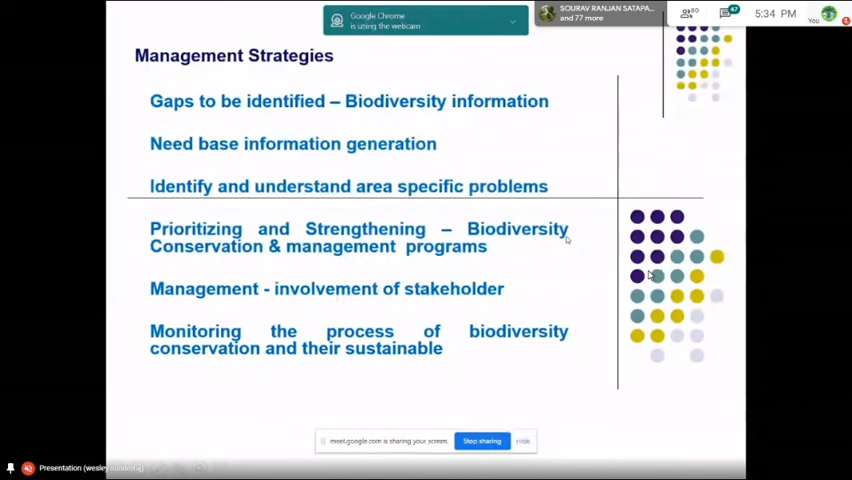 Google Chrome
is using the webcam
SOURAV RANJAN SATAPA...
and 77 more
80
47
5:34 PM
You
Management Strategies
Gaps to be identified – Biodiversity information
Need base information generation
Identify and understand area specific problems
Prioritizing and Strengthening – Biodiversity
Conservation & management programs
Management - involvement of stakeholder
Monitoring the process of biodiversity
conservation and their sustainable
meet.google.com is sharing your screen.
Stop sharing
Hide
Presentation (wesley